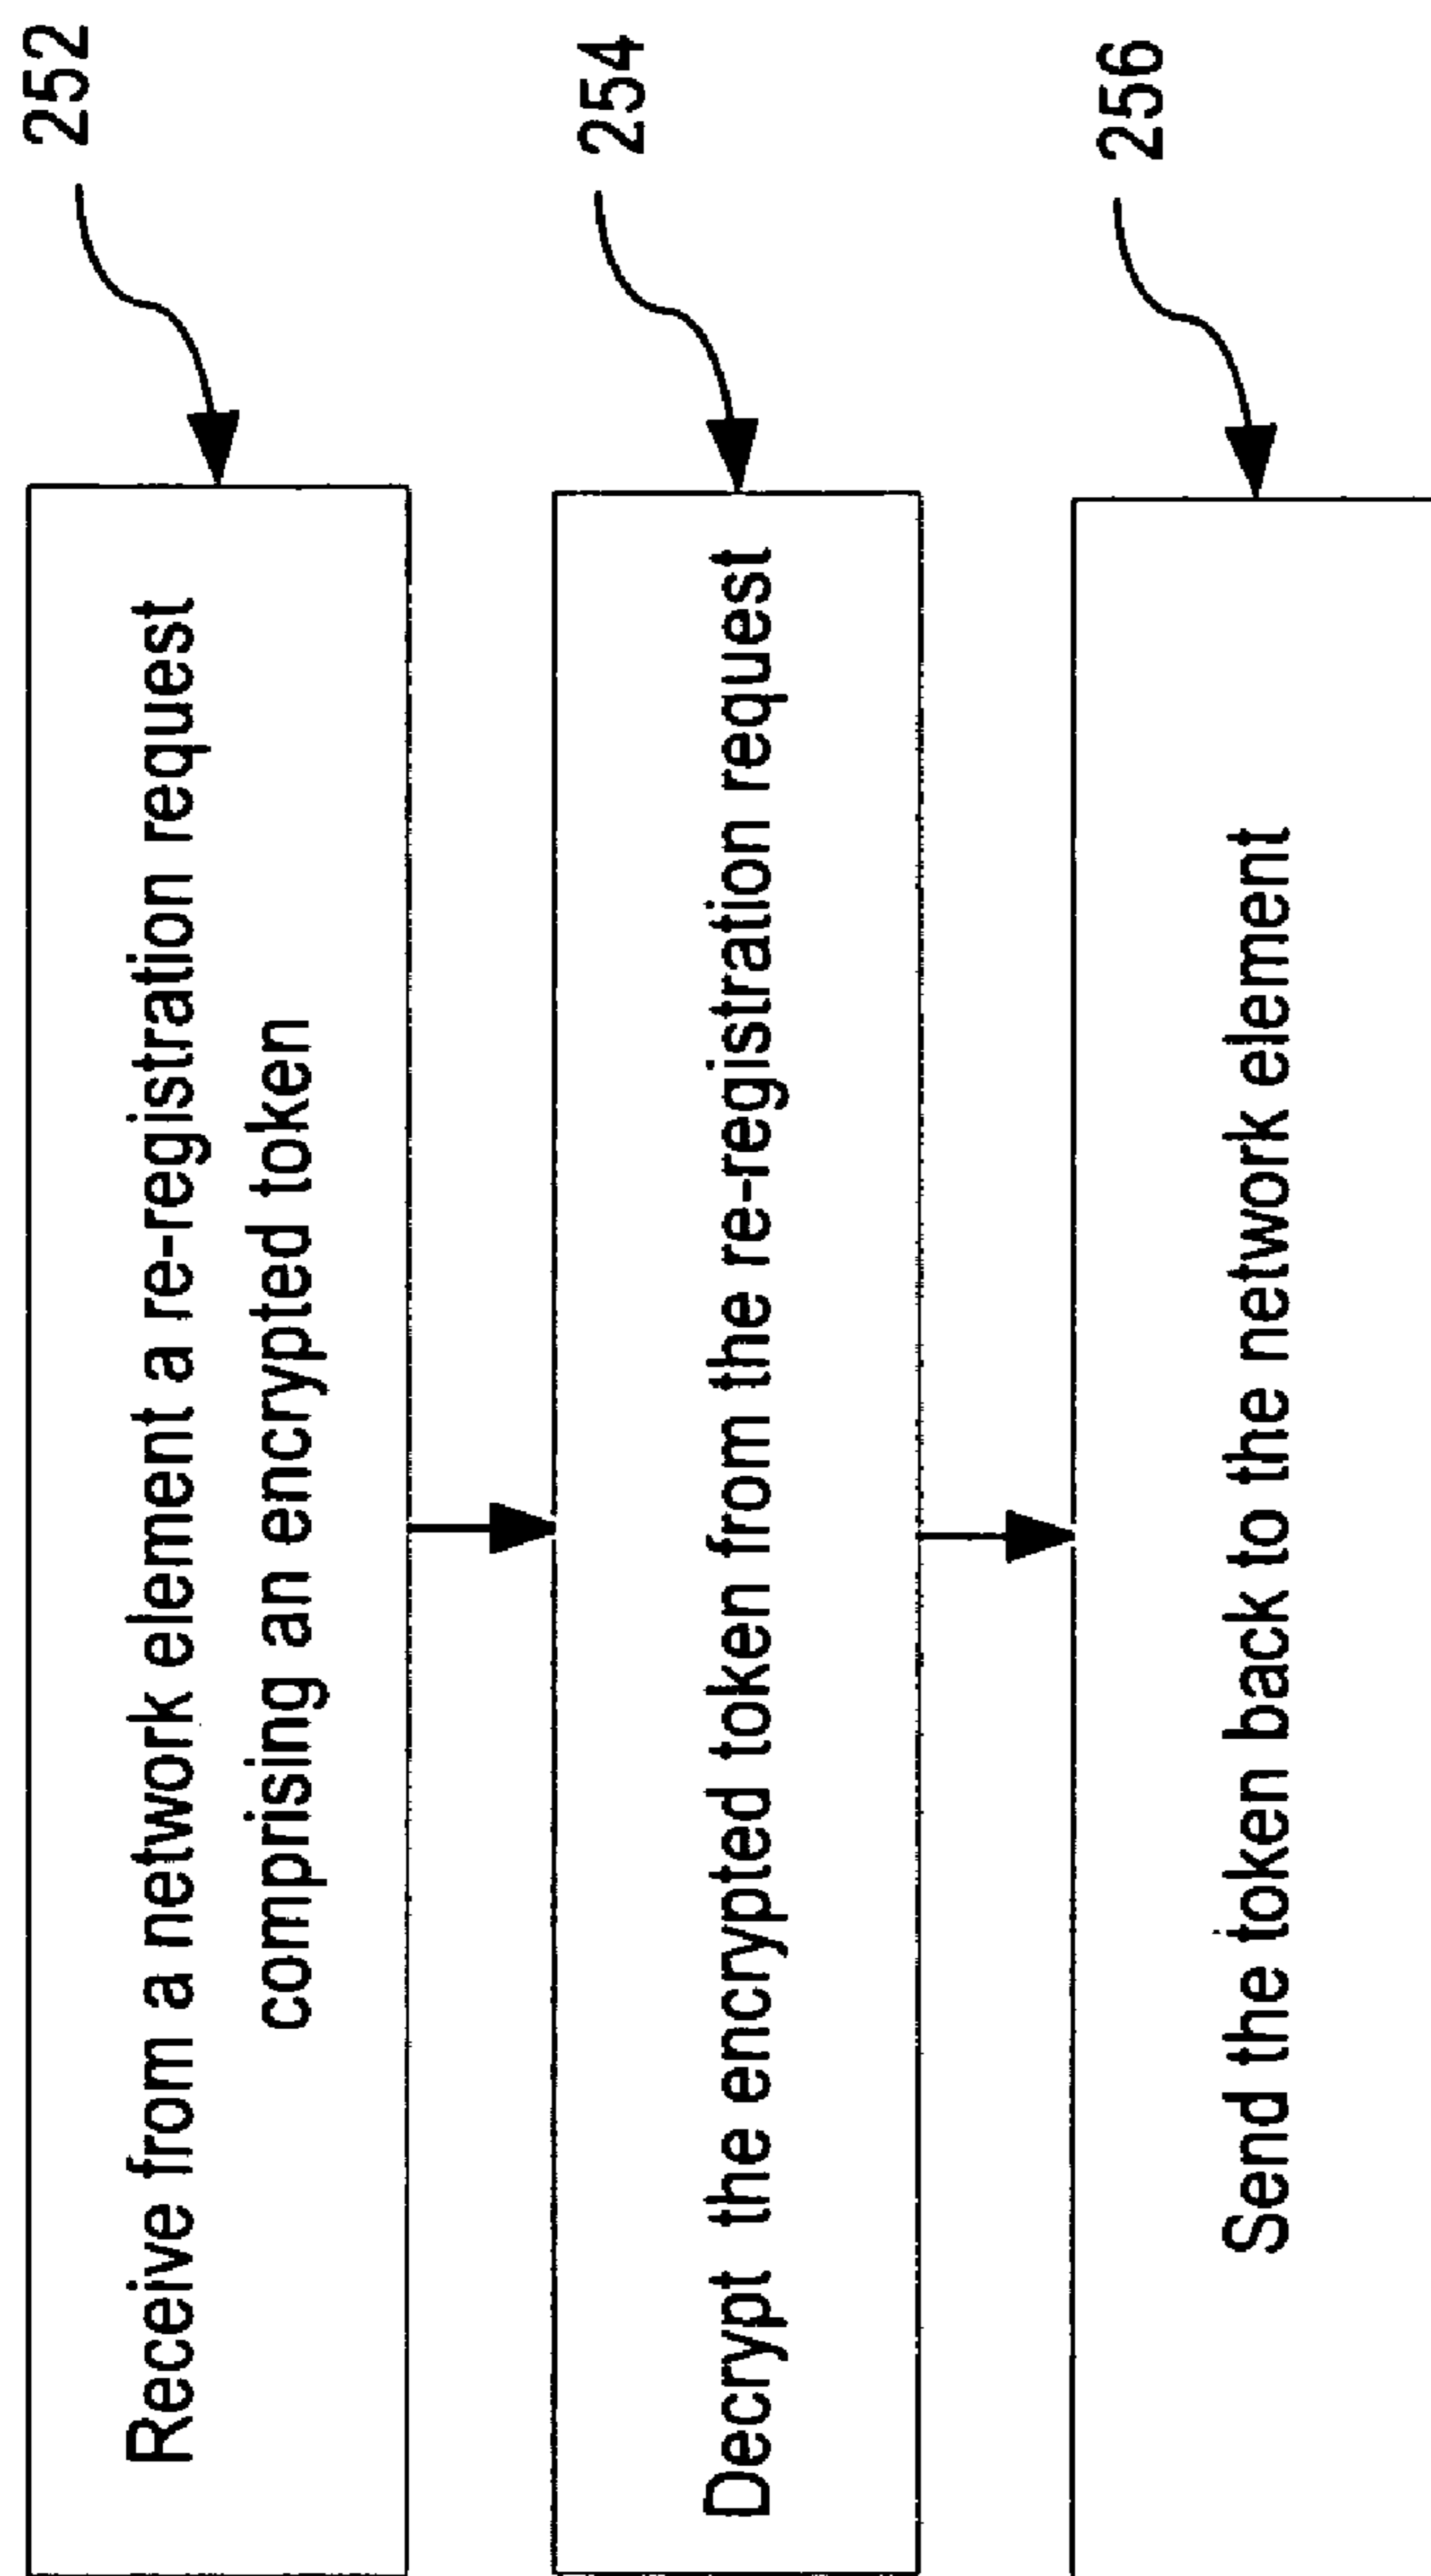 Receive from a network element a re-registration request
comprising an encrypted token
252
Decrypt the encrypted token from the re-registration request
254
Send the token back to the network element
256